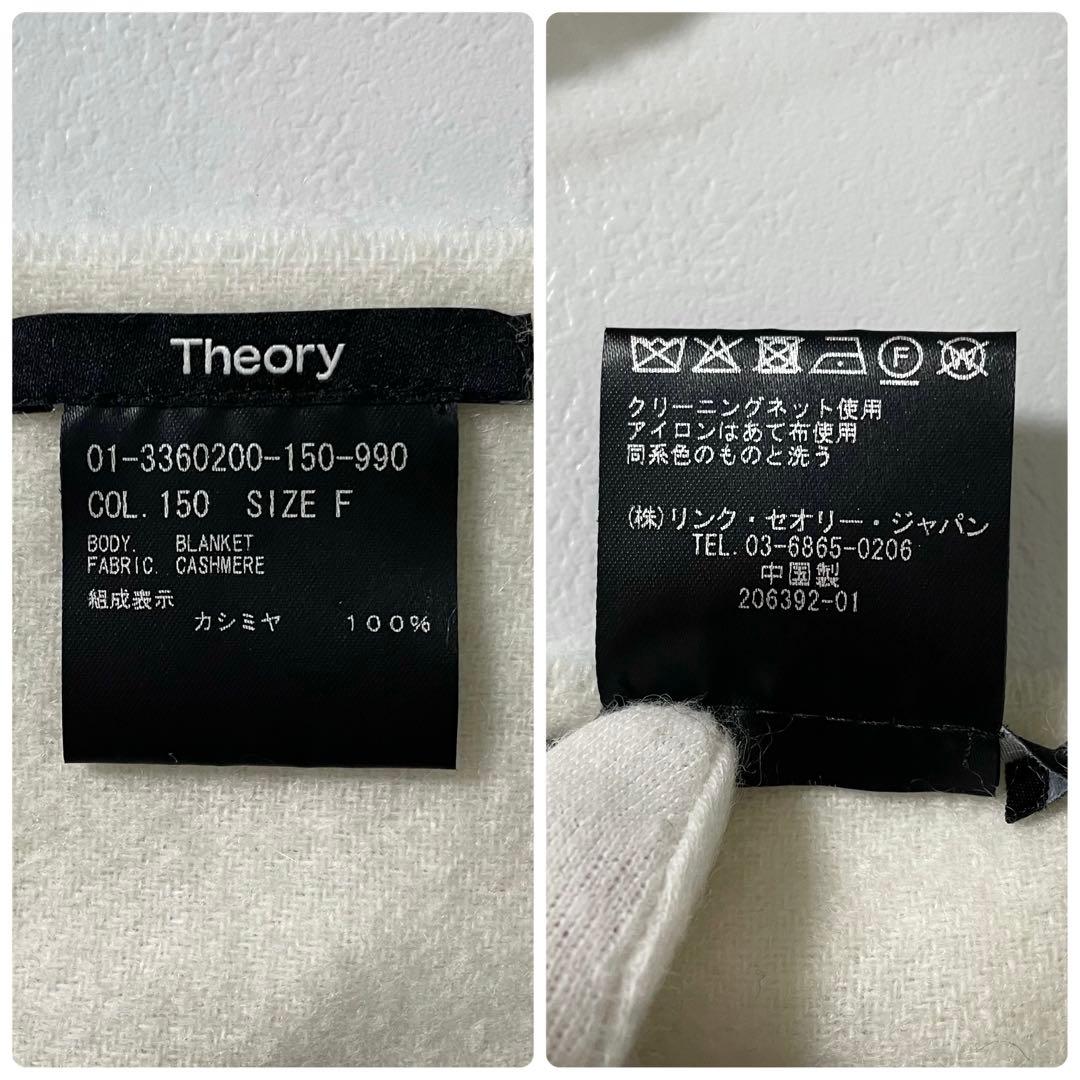 Theory
01-3360200-150-990
COL. 150 SIZE F
BODY. BLANKET
FABRIC. CASHMERE
組成表示
カシミヤ 100%
F
W
クリーニングネット使用
アイロンはあて布使用
同系色のものと洗う
(株)リンク・セオリー・ジャパン
TEL. 03-6865-0206
中国製
206392-01